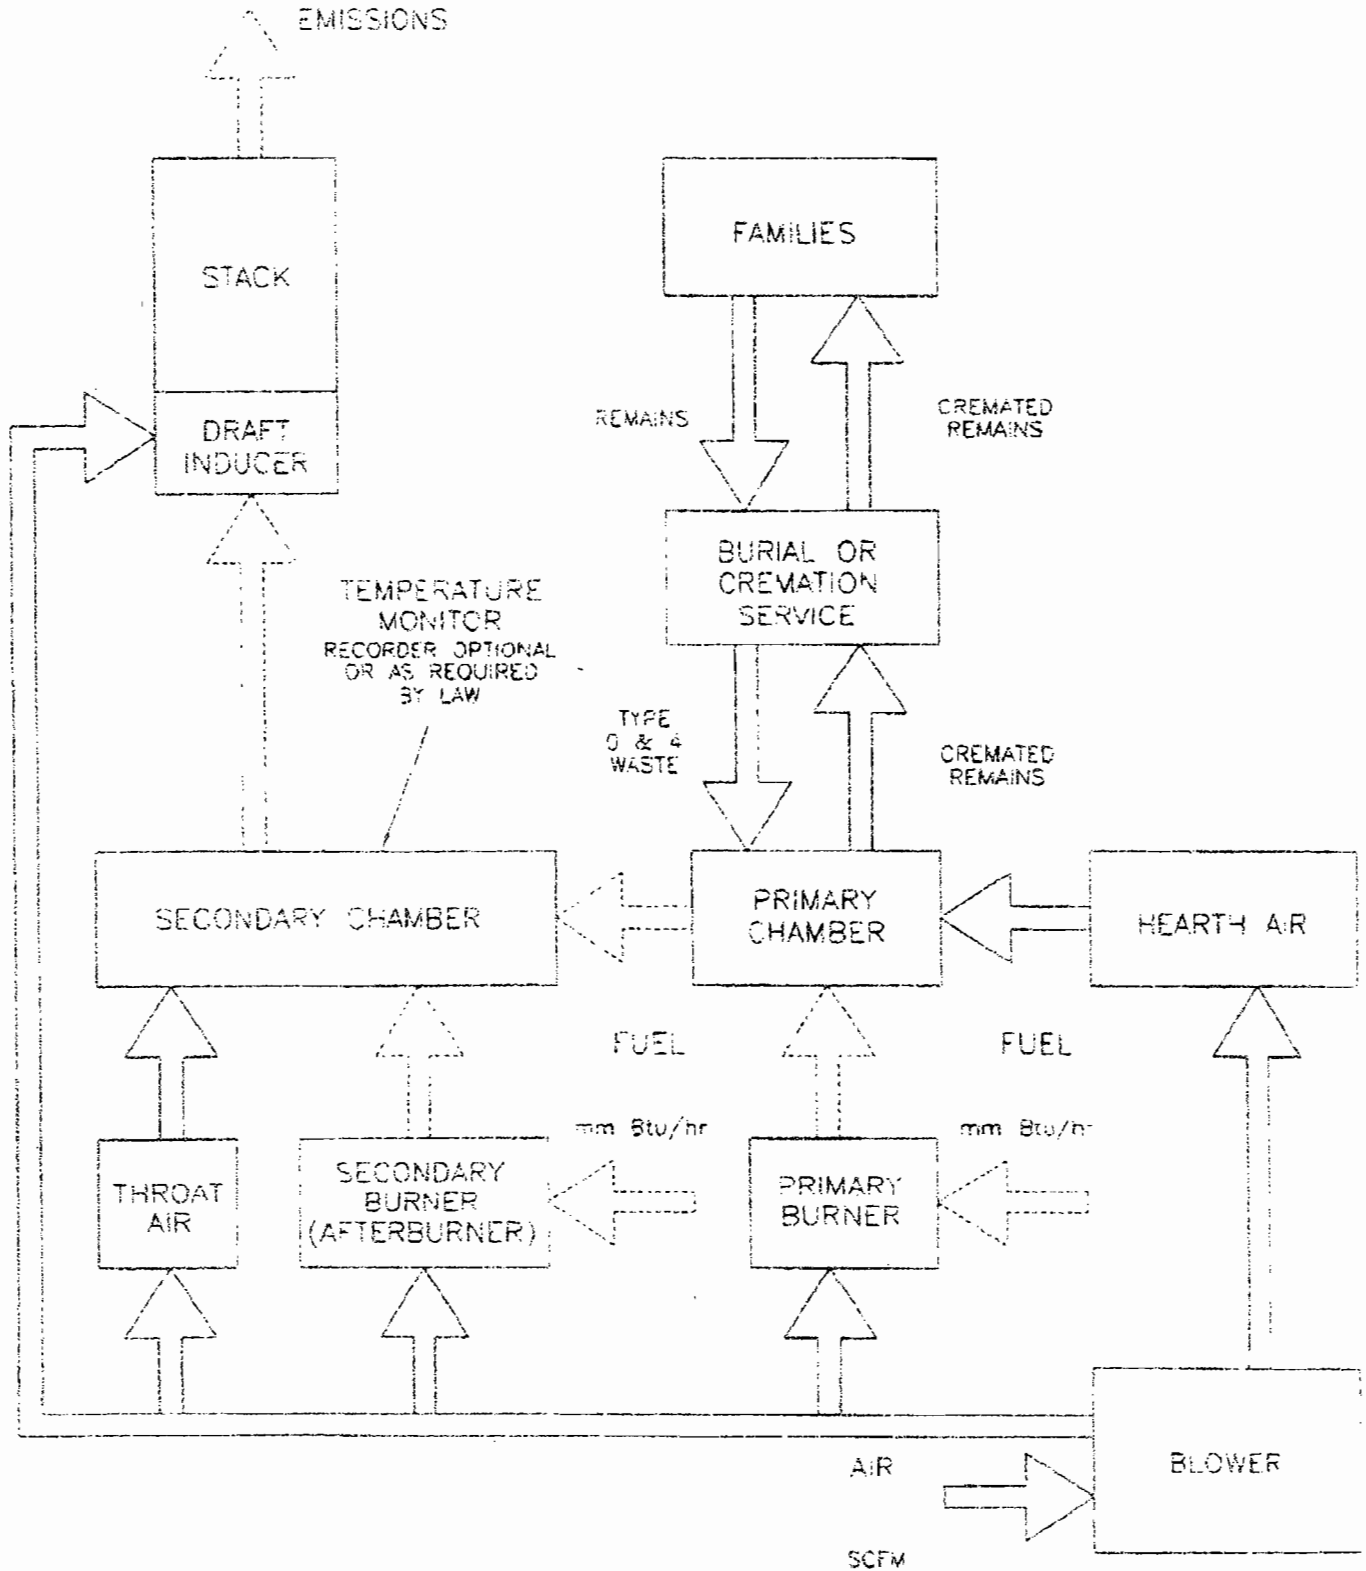 EMISSIONS
STACK
DRAFT
INDUCER
FAMILIES
REMAINS
CREMATED
REMAINS
BURIAL OR
CREMATION
SERVICE
TEMPERATURE
MONITOR
RECORDER OPTIONAL
OR AS REQUIRED
BY LAW
TYPE
0 & 4
WASTE
CREMATED
REMAINS
SECONDARY CHAMBER
PRIMARY
CHAMBER
HEARTH AIR
FUEL
FUEL
mm Btu/hr
mm Btu/hr
THROAT
AIR
SECONDARY
BURNER
(AFTERBURNER)
PRIMARY
BURNER
AIR
BLOWER
SCFM